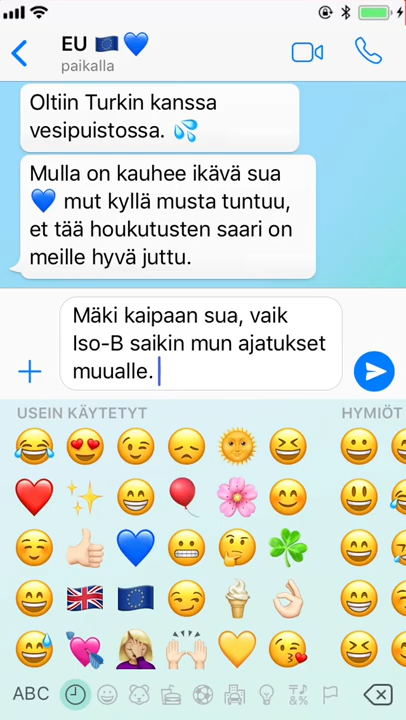 EU 🇪🇺💙
paikalla
Oltiin Turkin kanssa
vesipuistossa. 💦
Mulla on kauhee ikävä sua
💙 mut kyllä musta tuntuu,
et tää houkutusten saari on
meille hyvä juttu.
Mäki kaipaan sua, vaik
Iso-B saikin mun ajatukset
muualle.
USEIN KÄYTETYT HYMIÖT
ABC